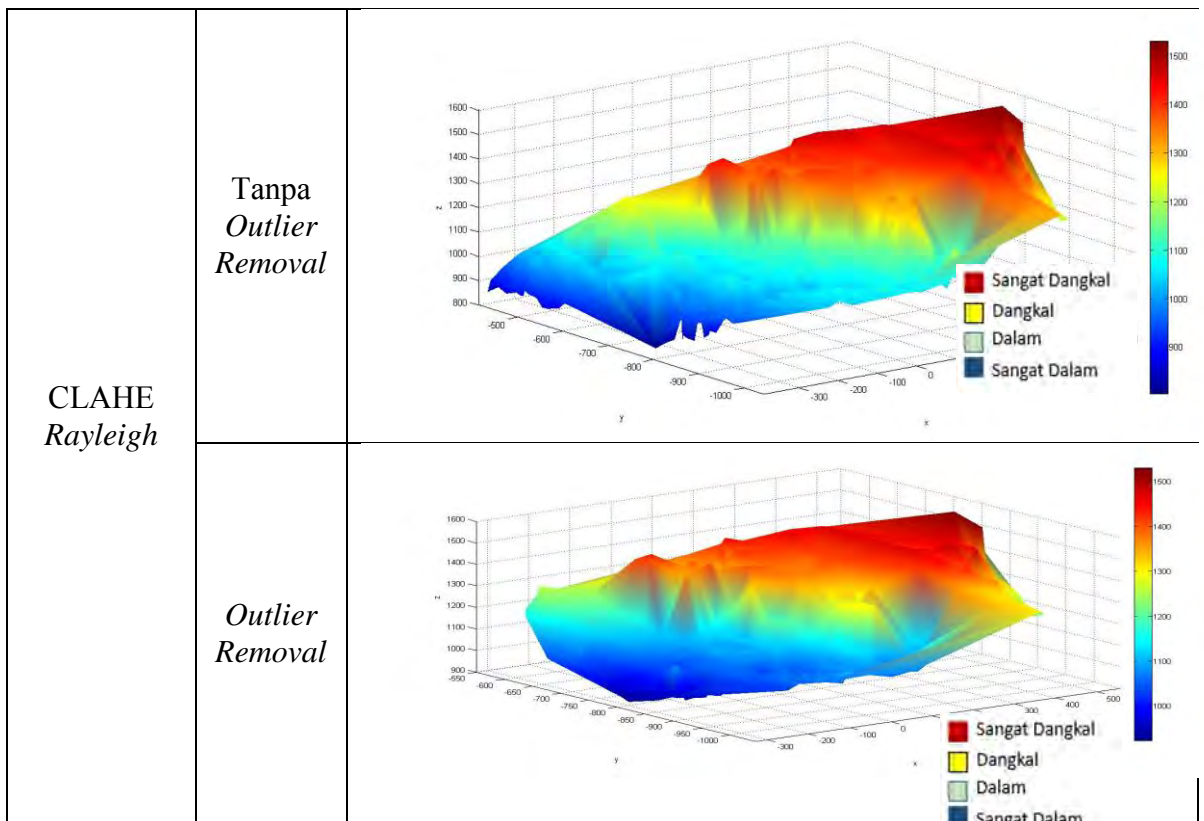 CLAHE
Rayleigh
Tanpa
Outlier
Removal
1600
1500
1400
1300
1200
1100
1000
900
800
z
-500
-600
-700
-800
-900
-1000
y
-300
-200
-100
0
x
1500
1400
1300
1200
1100
1000
900
Sangat Dangkal
Dangkal
Dalam
Sangat Dalam
Outlier
Removal
1600
1500
1400
1300
1200
1100
1000
900
z
-550
-600
-650
-700
-750
-800
-850
-900
-950
-1000
y
-300
-200
-100
0
300
400
500
x
1500
1400
1300
1200
1100
1000
Sangat Dangkal
Dangkal
Dalam
Sangat Dalam